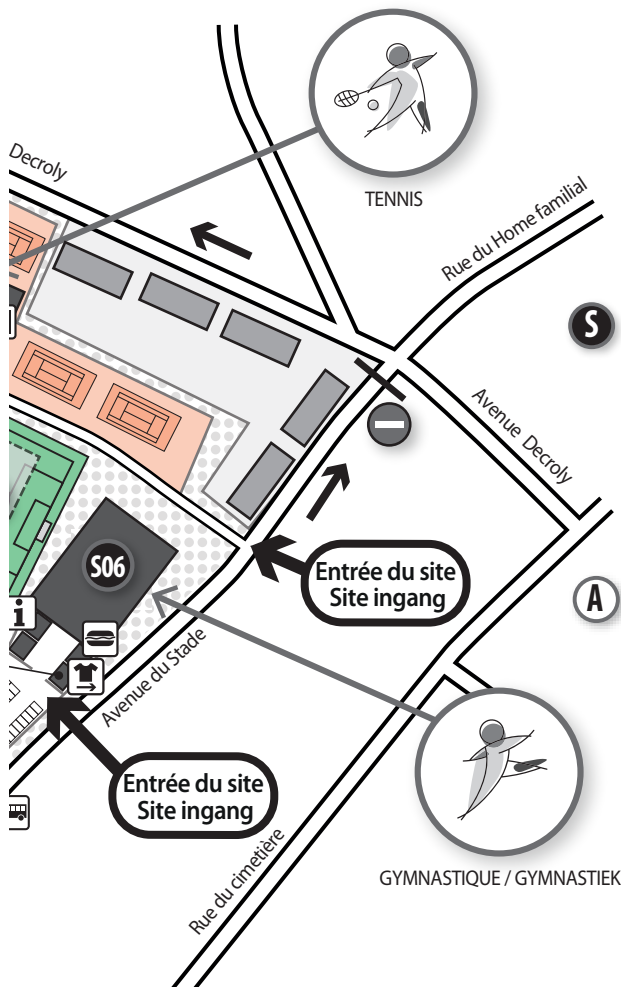 Decroly
TENNIS
Rue du Home familial
S
Avenue Decroly
S06
Entrée du site
Site ingang
A
i
Avenue du Stade
Entrée du site
Site ingang
Rue du cimetière
GYMNASTIQUE / GYMNASTIEK